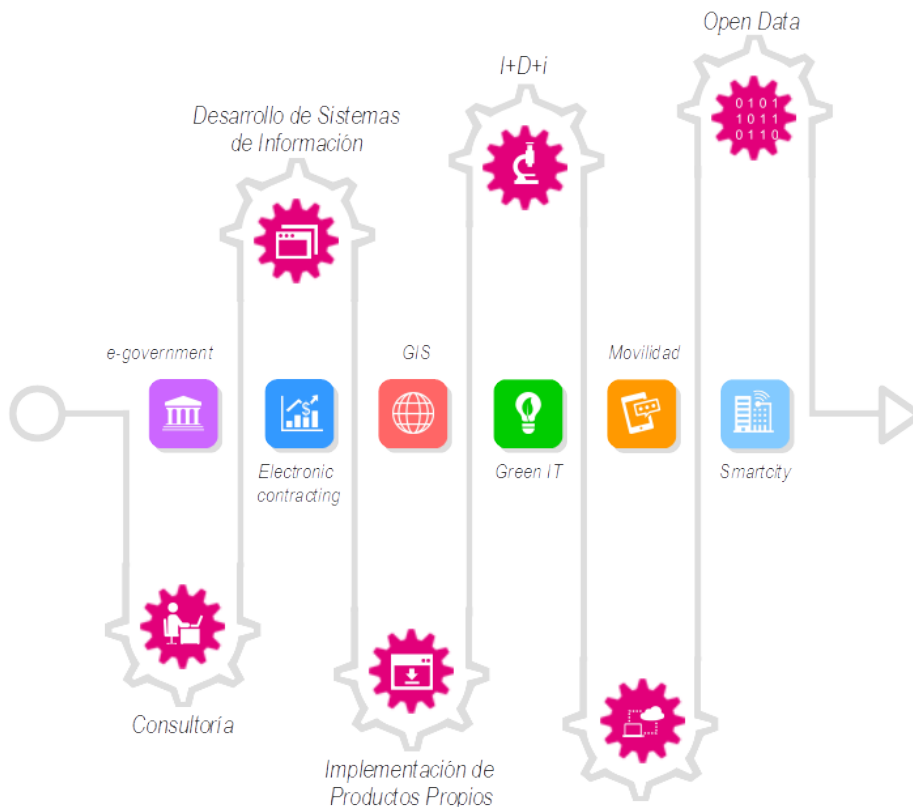 Open Data
I+D+i
0101
1011
0110
Desarrollo de Sistemas
de Información
e-government
GIS
Movilidad
$
Electronic
contracting
Green IT
Smartcity
Consultoría
Implementación de
Productos Propios